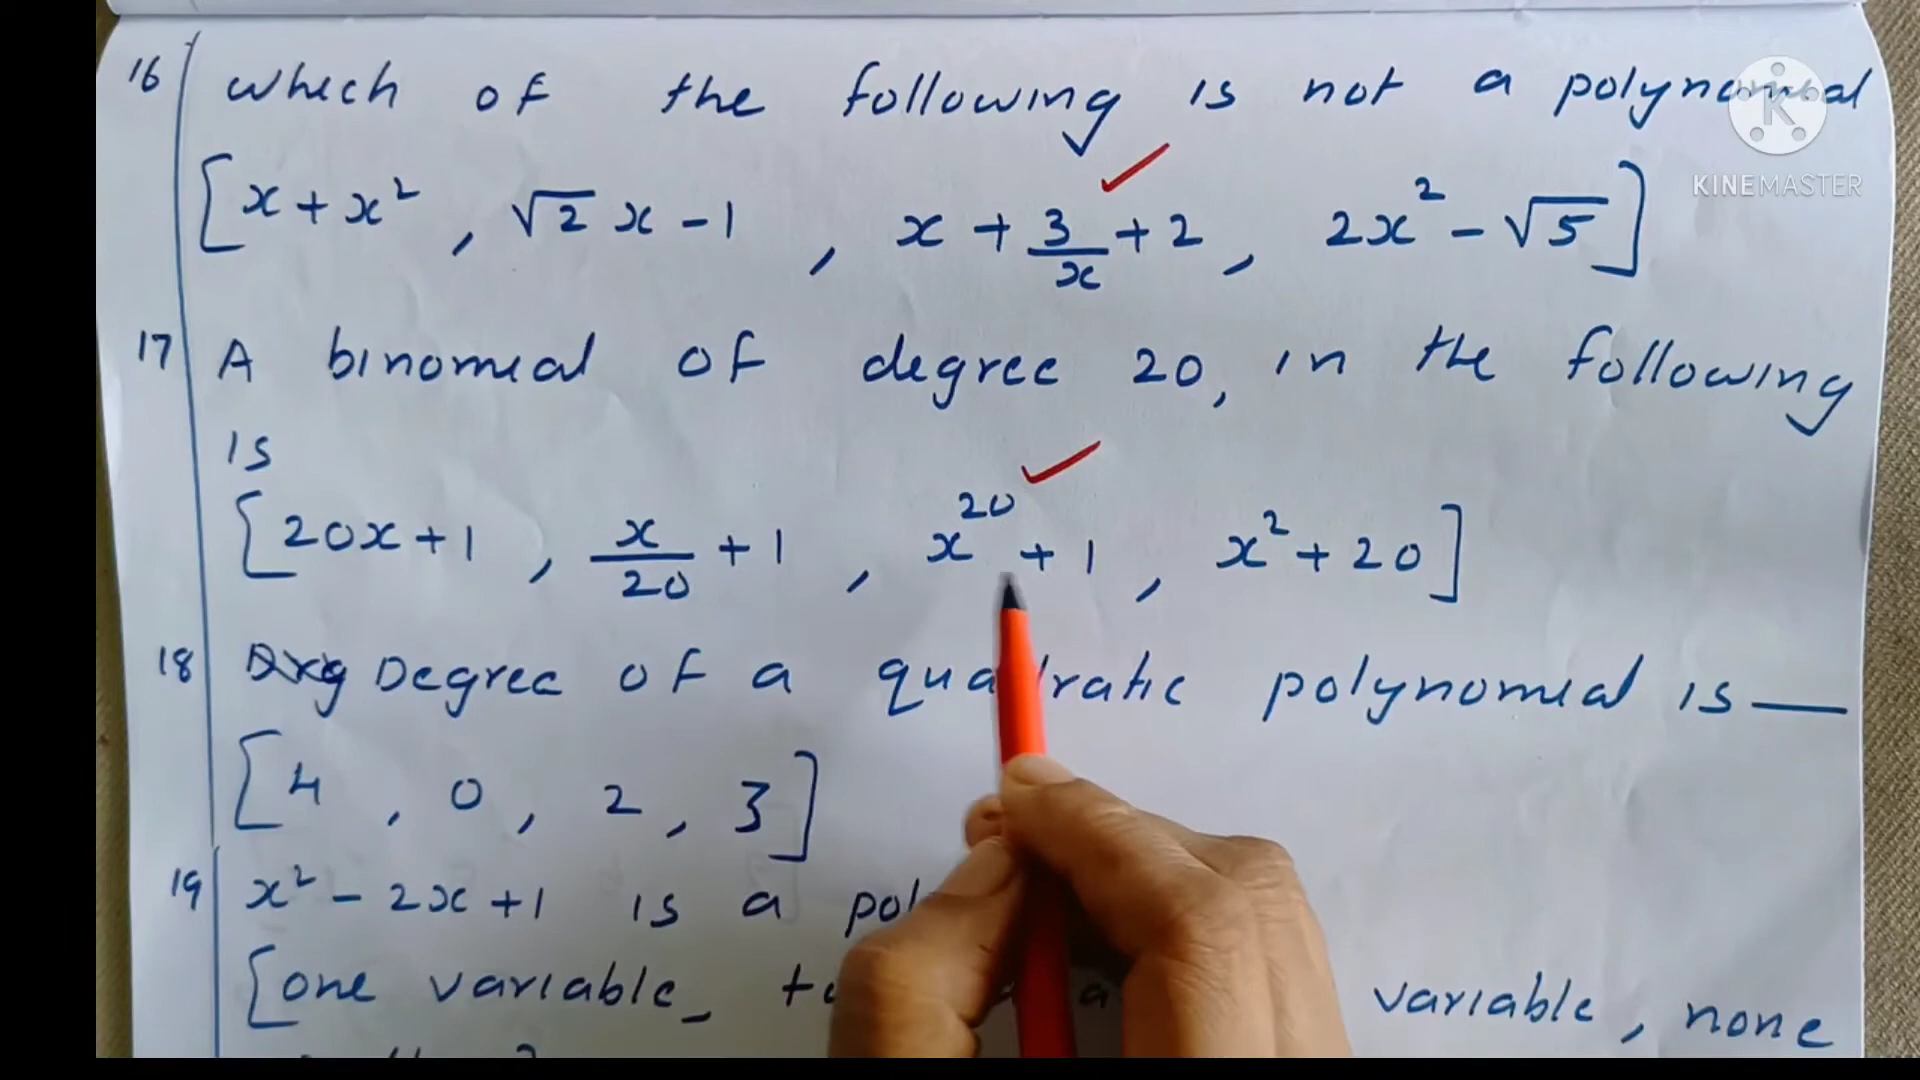 16 which of the following is not a polynomial
[x + x², √2 x - 1, x + 3/x + 2, 2x² - √5]
17 A binomial of degree 20, in the following
is
[20x + 1, x/20 + 1, x²⁰ + 1, x² + 20]
18 Degree of a quadratic polynomial is —
[4, 0, 2, 3]
19 x² - 2x + 1 is a
[one variable, variable, none
K
KINEMASTER